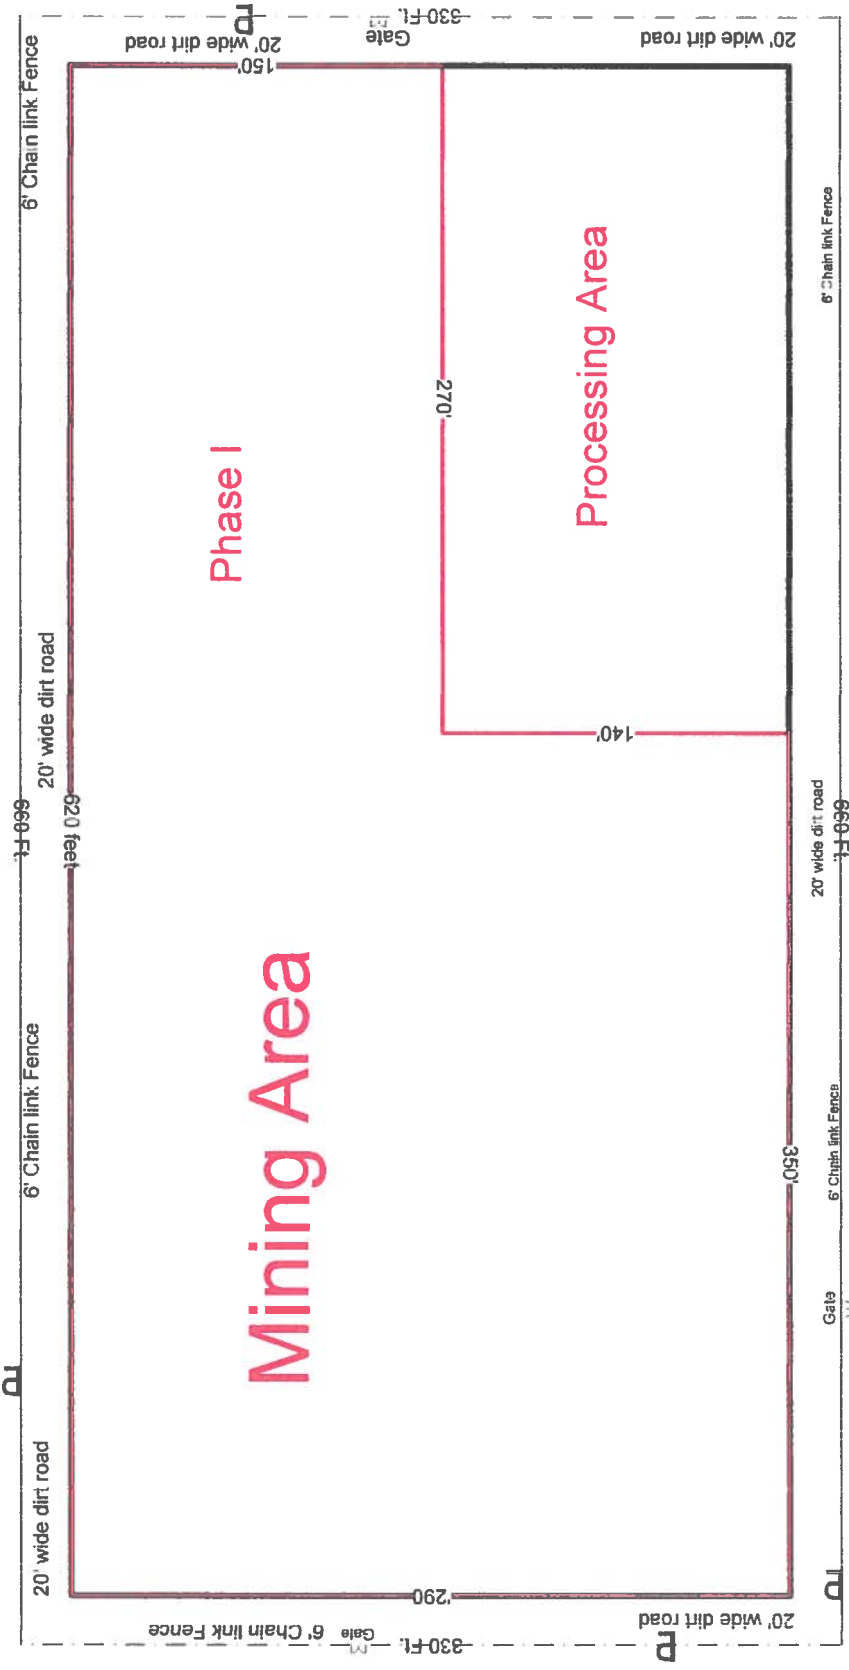 20' wide dirt road
Gate
330 Ft.
20' wide dirt road
6' Chain link Fence
150'
6' Chain link Fence
Processing Area
270'
Phase I
140'
20' wide dirt road
660 Ft.
620 feet
20' wide dirt road
660 Ft.
Mining Area
6' Chain link Fence
350'
6' Chain link Fence
Gate
20' wide dirt road
290'
6' Chain link Fence
Gate
330 Ft.
20' wide dirt road